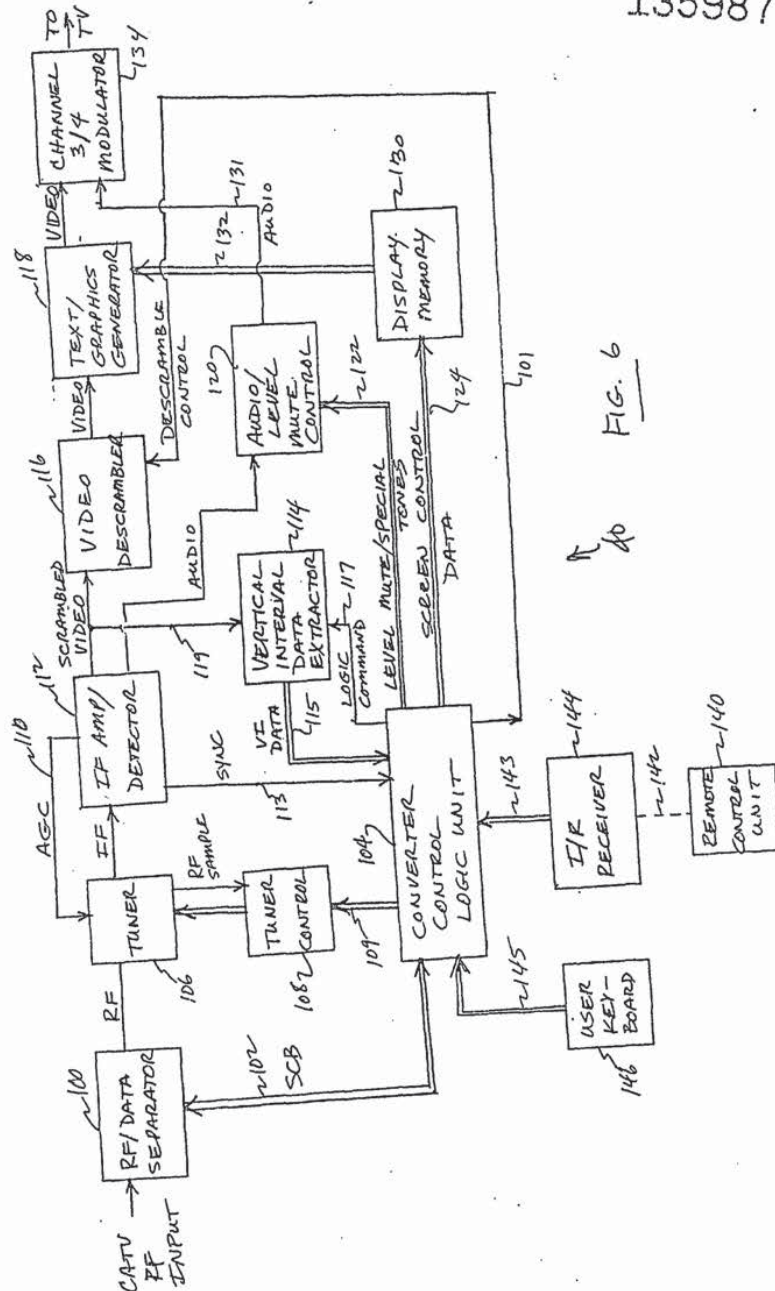 135987
CATV
RF
INPUT
100
RF/DATA
SEPARATOR
RF
102
SCB
AGC
110
TUNER
106
IF
RF
SAMPLE
TUNER
CONTROL
108
109
112
IF AMP/
DETECTOR
SYNC
113
SCRAMBLED
VIDEO
119
AUDIO
116
VIDEO
DESCRAMBLER
VIDEO
DESCRAMBLE
CONTROL
118
TEXT/
GRAPHICS
GENERATOR
VIDEO
CHANNEL
3/4
MODULATOR
134
TO
TV
VERTICAL
INTERVAL
DATA
EXTRACTOR
114
VI
DATA
115
LOGIC
COMMAND
117
120
AUDIO/
LEVEL
MUTE
CONTROL
122
AUDIO
131
132
DISPLAY
MEMORY
130
LEVEL MUTE/SPECIAL
TONES
SCREEN CONTROL
DATA
124
101
104
CONVERTER
CONTROL
LOGIC UNIT
143
I/R
RECEIVER
144
142
REMOTE
CONTROL
UNIT
140
145
USER
KEY-
BOARD
146
40
FIG. 6